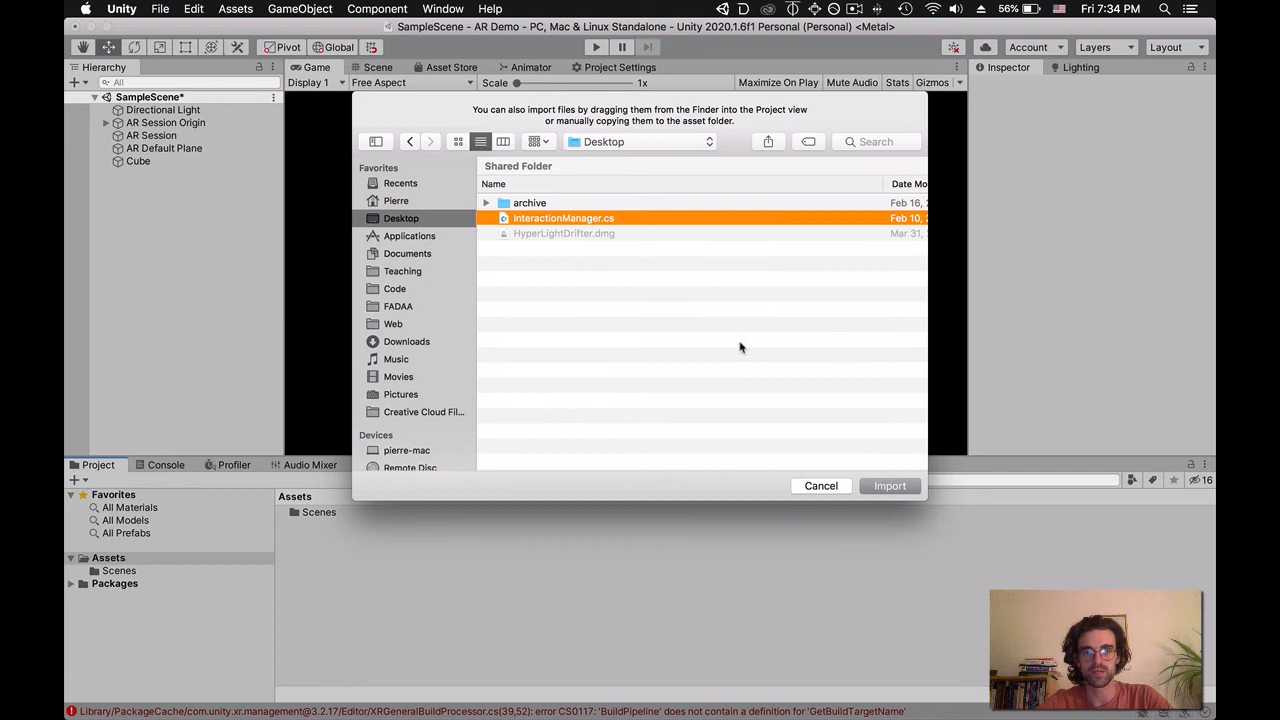 Unity File Edit Assets GameObject Component Window Help 56% Fri 7:34 PM
SampleScene - AR Demo - PC, Mac & Linux Standalone - Unity 2020.1.6f1 Personal (Personal) <Metal>
Pivot Global Account Layers Layout
Hierarchy Game Scene Asset Store Animator Project Settings Inspector Lighting
All Display 1 Free Aspect Scale 1x Maximize On Play Mute Audio Stats Gizmos
SampleScene*
Directional Light
AR Session Origin
AR Session
AR Default Plane
Cube
You can also import files by dragging them from the Finder into the Project view
or manually copying them to the asset folder.
Desktop Search
Favorites
Recents
Pierre
Desktop
Applications
Documents
Teaching
Code
FADAA
Web
Downloads
Music
Movies
Pictures
Creative Cloud Fil...
Devices
pierre-mac
Remote Disc
Shared Folder
Name Date Mo
archive Feb 16, 2
InteractionManager.cs Feb 10,
HyperLightDrifter.dmg Mar 31,
Cancel Import
Project Console Profiler Audio Mixer
16
Favorites
All Materials
All Models
All Prefabs
Assets
Scenes
Packages
Assets
Scenes
Library/PackageCache/com.unity.xr.management@3.2.17/Editor/XRGeneralBuildProcessor.cs(39,52): error CS0117: 'BuildPipeline' does not contain a definition for 'GetBuildTargetName'